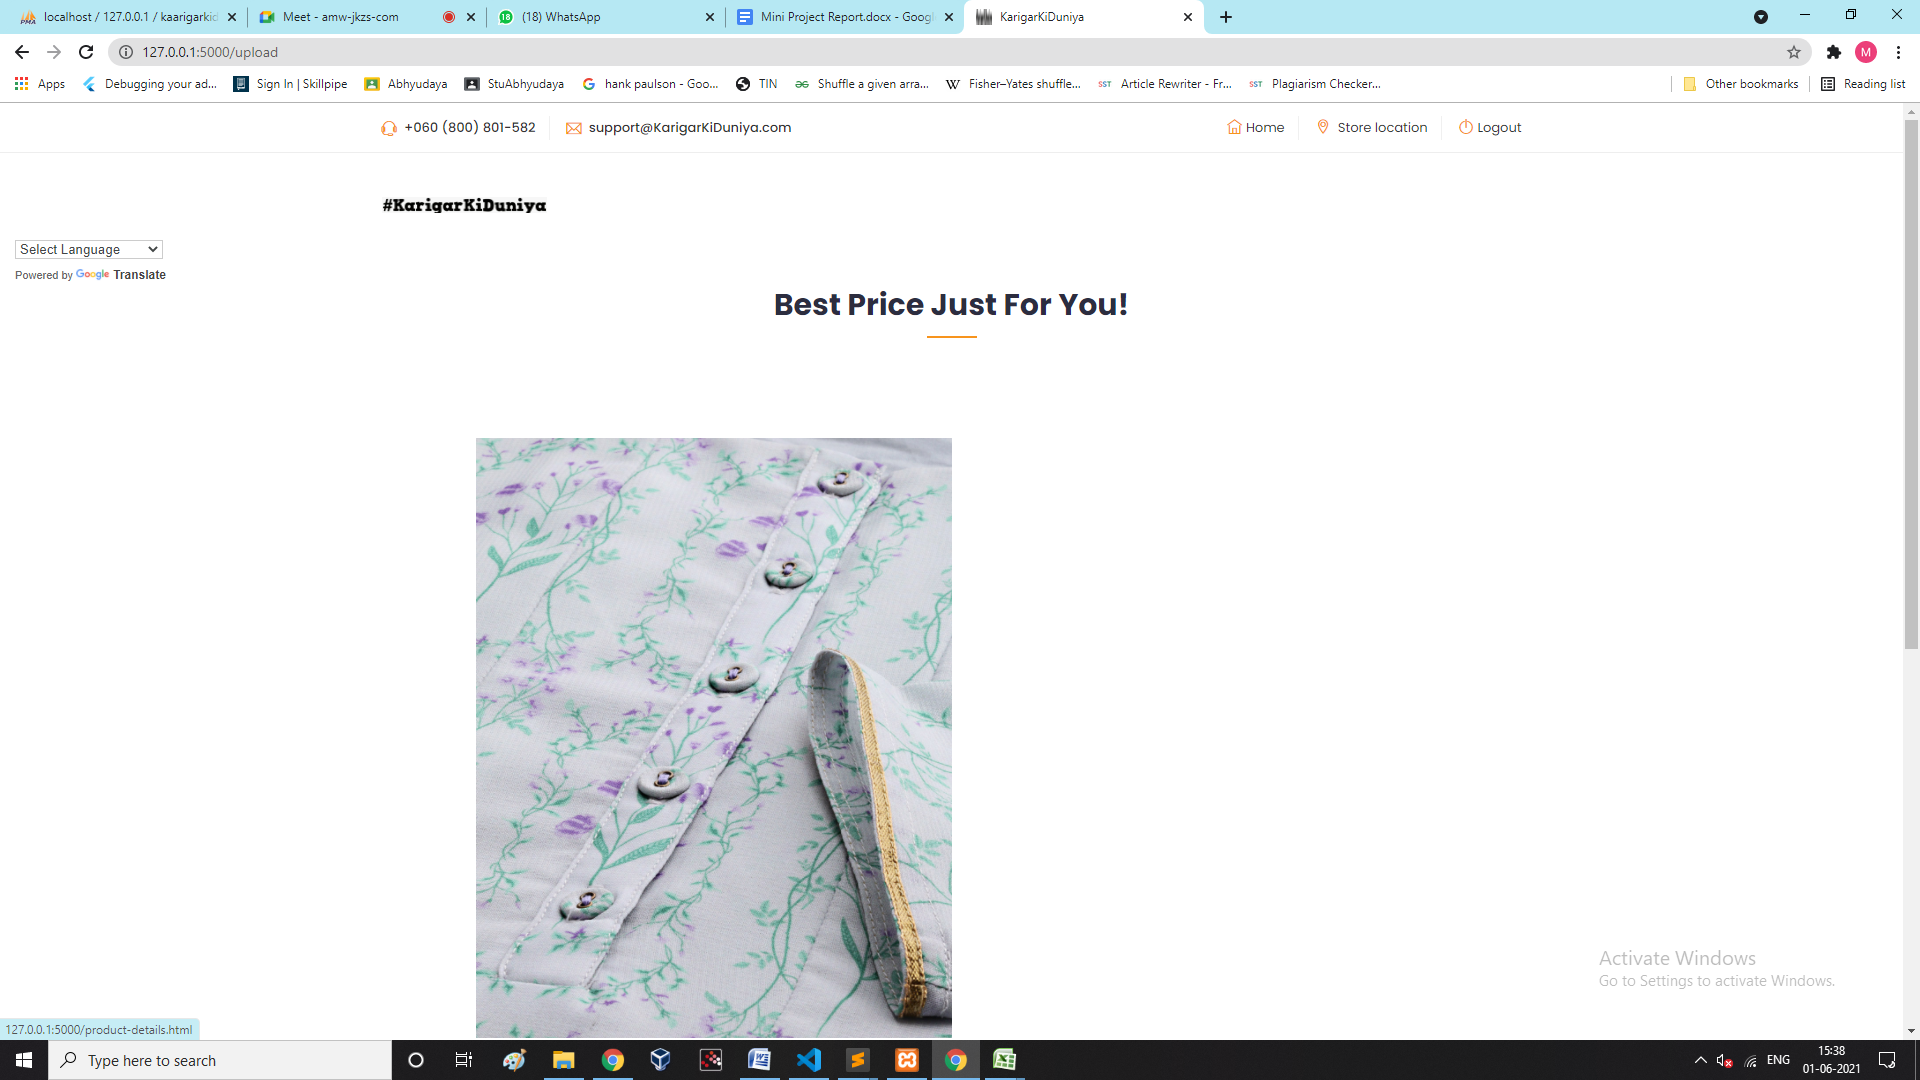 localhost / 127.0.0.1 / kaarigarkid
Meet - amw-jkzs-com
(18) WhatsApp
Mini Project Report.docx - Googl
KarigarKiDuniya
127.0.0.1:5000/upload
M
Apps
Debugging your ad...
Sign In | Skillpipe
Abhyudaya
StuAbhyudaya
hank paulson - Goo...
TIN
Shuffle a given arra...
Fisher–Yates shuffle...
SST Article Rewriter - Fr...
SST Plagiarism Checker...
Other bookmarks
Reading list
+060 (800) 801-582
support@KarigarKiDuniya.com
Home
Store location
Logout
#KarigarKiDuniya
Select Language
Powered by Google Translate
Best Price Just For You!
Activate Windows
Go to Settings to activate Windows.
127.0.0.1:5000/product-details.html
Type here to search
ENG
15:38
01-06-2021